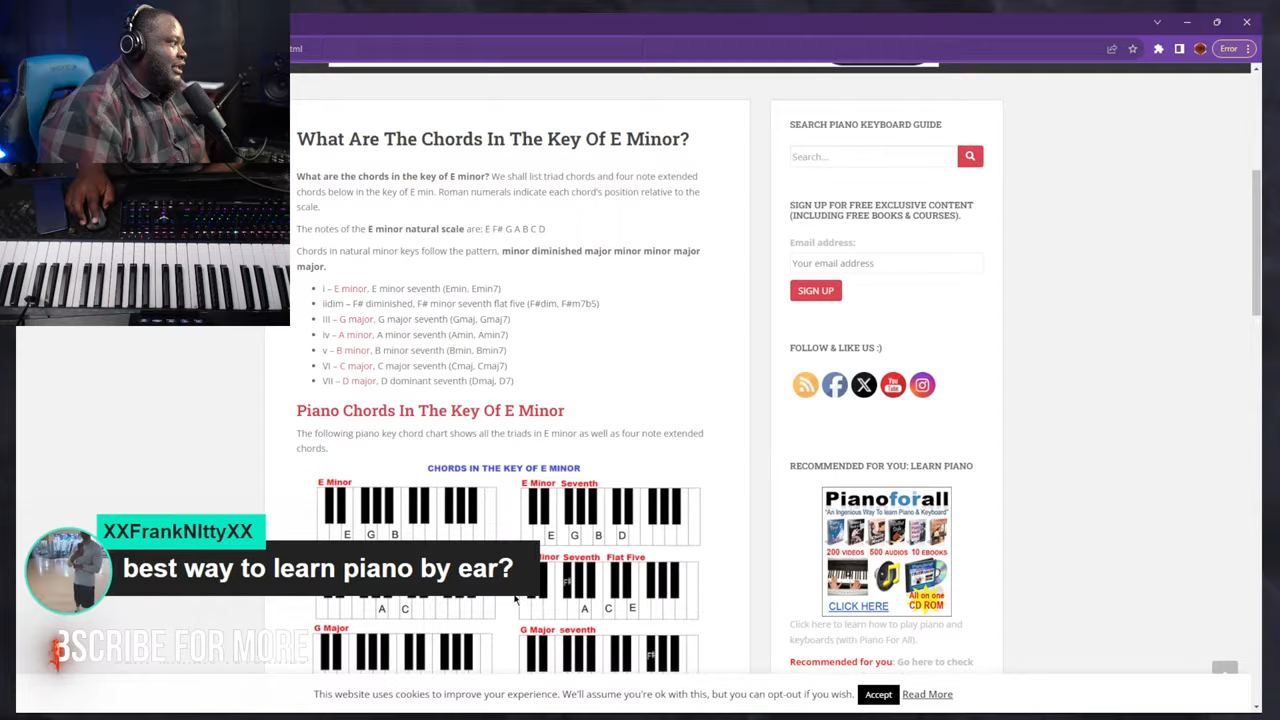 html
Error
What Are The Chords In The Key Of E Minor?
What are the chords in the key of E minor? We shall list triad chords and four note extended
chords below in the key of E min. Roman numerals indicate each chord's position relative to the
scale.
The notes of the E minor natural scale are: E F# G A B C D
Chords in natural minor keys follow the pattern, minor diminished major minor minor major
major.
i – E minor, E minor seventh (Emin, Emin7)
iidim – F# diminished, F# minor seventh flat five (F#dim, F#m7b5)
III – G major, G major seventh (Gmaj, Gmaj7)
iv – A minor, A minor seventh (Amin, Amin7)
v – B minor, B minor seventh (Bmin, Bmin7)
VI – C major, C major seventh (Cmaj, Cmaj7)
VII – D major, D dominant seventh (Dmaj, D7)
Piano Chords In The Key Of E Minor
The following piano key chord chart shows all the triads in E minor as well as four note extended
chords.
CHORDS IN THE KEY OF E MINOR
E Minor
E Minor Seventh
E G B
E G B D
Seventh Flat Five
F#
A C
A C E
G Major
G Major seventh
F#
SEARCH PIANO KEYBOARD GUIDE
Search...
SIGN UP FOR FREE EXCLUSIVE CONTENT
(INCLUDING FREE BOOKS & COURSES).
Email address:
Your email address
SIGN UP
FOLLOW & LIKE US :)
You
Tube
RECOMMENDED FOR YOU: LEARN PIANO
Pianoforall
"An Ingenious Way To learn Piano & Keyboard"
200 VIDEOS 500 AUDIOS 10 EBOOKS
All on one
CD ROM
CLICK HERE
Click here to learn how to play piano and
keyboards (with Piano For All).
Recommended for you: Go here to check
XXFrankNIttyXX
best way to learn piano by ear?
BSCRIBE FOR MORE
This website uses cookies to improve your experience. We'll assume you're ok with this, but you can opt-out if you wish.
Accept
Read More